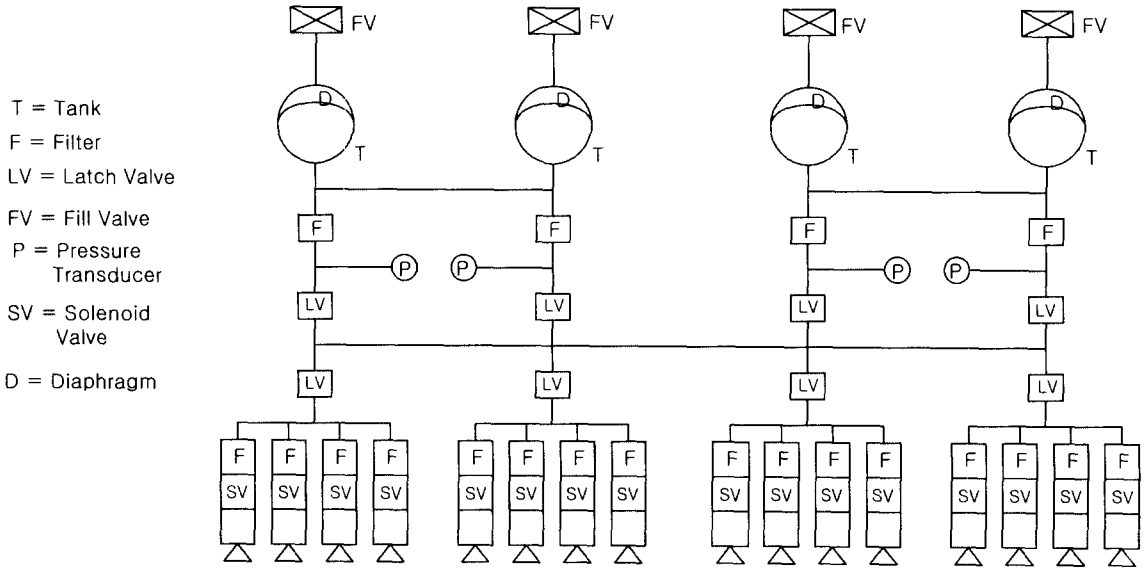 FV FV FV FV
D D D D
T T T T
T = Tank
F = Filter
LV = Latch Valve
FV = Fill Valve
P = Pressure
Transducer
SV = Solenoid
Valve
D = Diaphragm
F F F F
P P P P
LV LV LV LV
LV LV LV LV
F F F F F F F F F F F F F F F F
SV SV SV SV SV SV SV SV SV SV SV SV SV SV SV SV